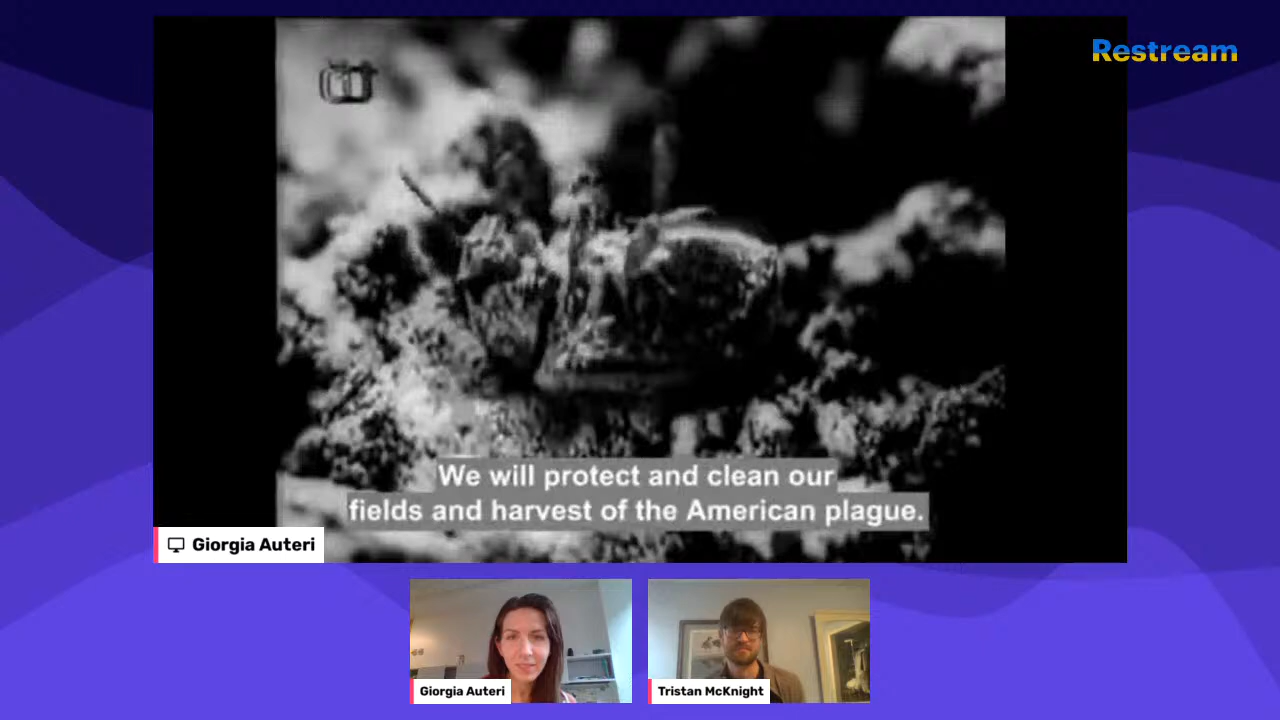 Restream
We will protect and clean our
fields and harvest of the American plague.
Giorgia Auteri
Giorgia Auteri
Tristan McKnight